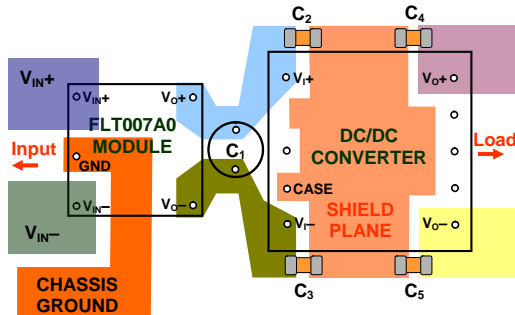 C2
C4
VIN+
VIN+
VO+
VI+
VO+
FLT007A0
MODULE
C1
DC/DC
CONVERTER
Input
Load
GND
CASE
VIN–
VO–
SHIELD
PLANE
VI–
VO–
VIN–
CHASSIS
GROUND
C3
C5